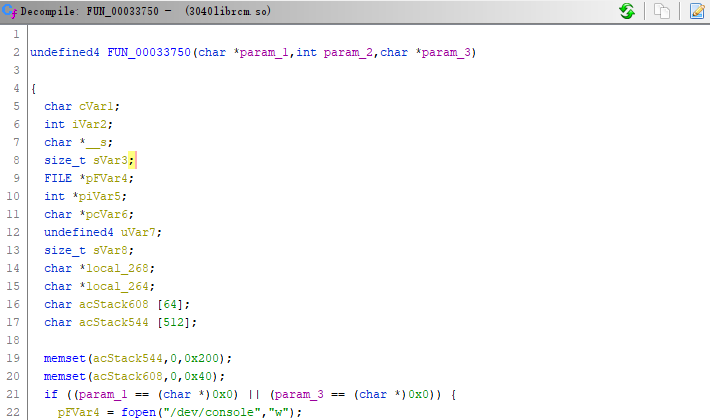 Decompile: FUN_00033750 - (3040librcm.so)
1
2 undefined4 FUN_00033750(char *param_1,int param_2,char *param_3)
3
4 {
5 char cVar1;
6 int iVar2;
7 char *__s;
8 size_t sVar3;
9 FILE *pFVar4;
10 int *piVar5;
11 char *pcVar6;
12 undefined4 uVar7;
13 size_t sVar8;
14 char *local_268;
15 char *local_264;
16 char acStack608 [64];
17 char acStack544 [512];
18
19 memset(acStack544,0,0x200);
20 memset(acStack608,0,0x40);
21 if ((param_1 == (char *)0x0) || (param_3 == (char *)0x0)) {
22 pFVar4 = fopen("/dev/console","w");